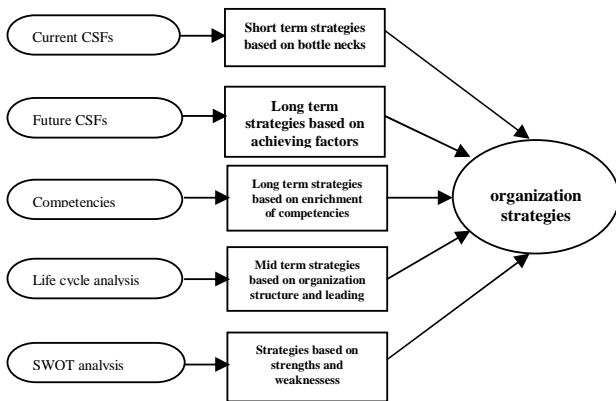 Current CSFs
Short term strategies
based on bottle necks
Future CSFs
Long term
strategies based on
achieving factors
Competencies
Long term strategies
based on enrichment of
competencies
organization
strategies
Life cycle analysis
Mid term strategies
based on organization
structure and leading
SWOT analysis
Strategies based on
strengths and
weaknessess